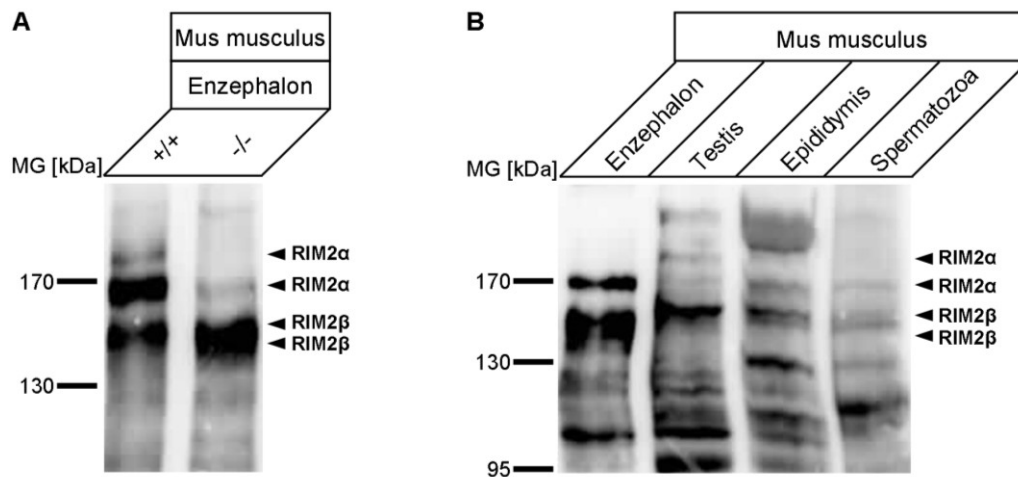 A
Mus musculus
Enzephalon
+/+
-/-
MG [kDa]
170
130
RIM2α
RIM2α
RIM2β
RIM2β
B
Mus musculus
Enzephalon
Testis
Epididymis
Spermatozoa
MG [kDa]
170
130
95
RIM2α
RIM2α
RIM2β
RIM2β